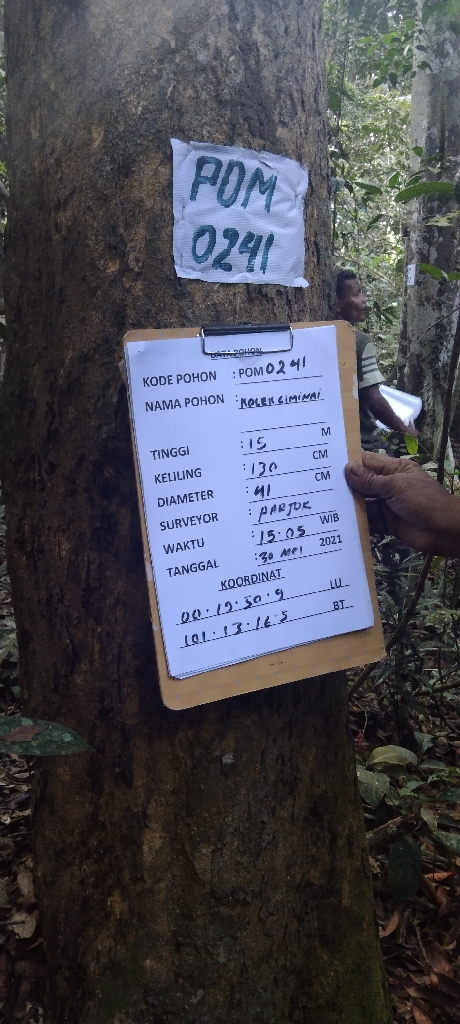 POM
0241
DATA POHON
KODE POHON : POM 0241
NAMA POHON :
TINGGI : 15 M
KELILING : 130 CM
DIAMETER : 41 CM
SURVEYOR : PARJOK
WAKTU : 15.05 WIB
TANGGAL : 30 MEI 2021
KOORDINAT
00.19.50.9 LU
101.13.16.5 BT